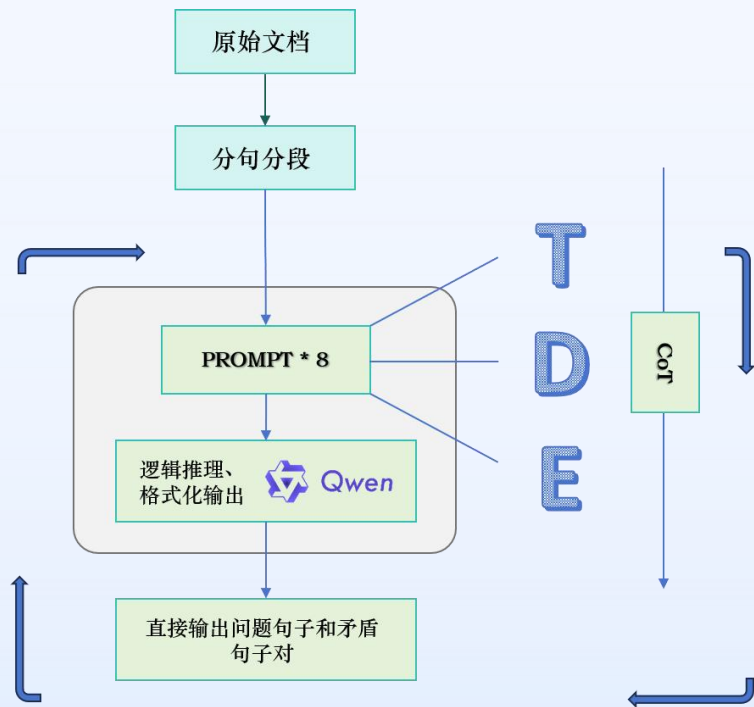 原始文档
分句分段
T
PROMPT * 8
D
CoT
逻辑推理、
格式化输出
Qwen
E
直接输出问题句子和矛盾
句子对